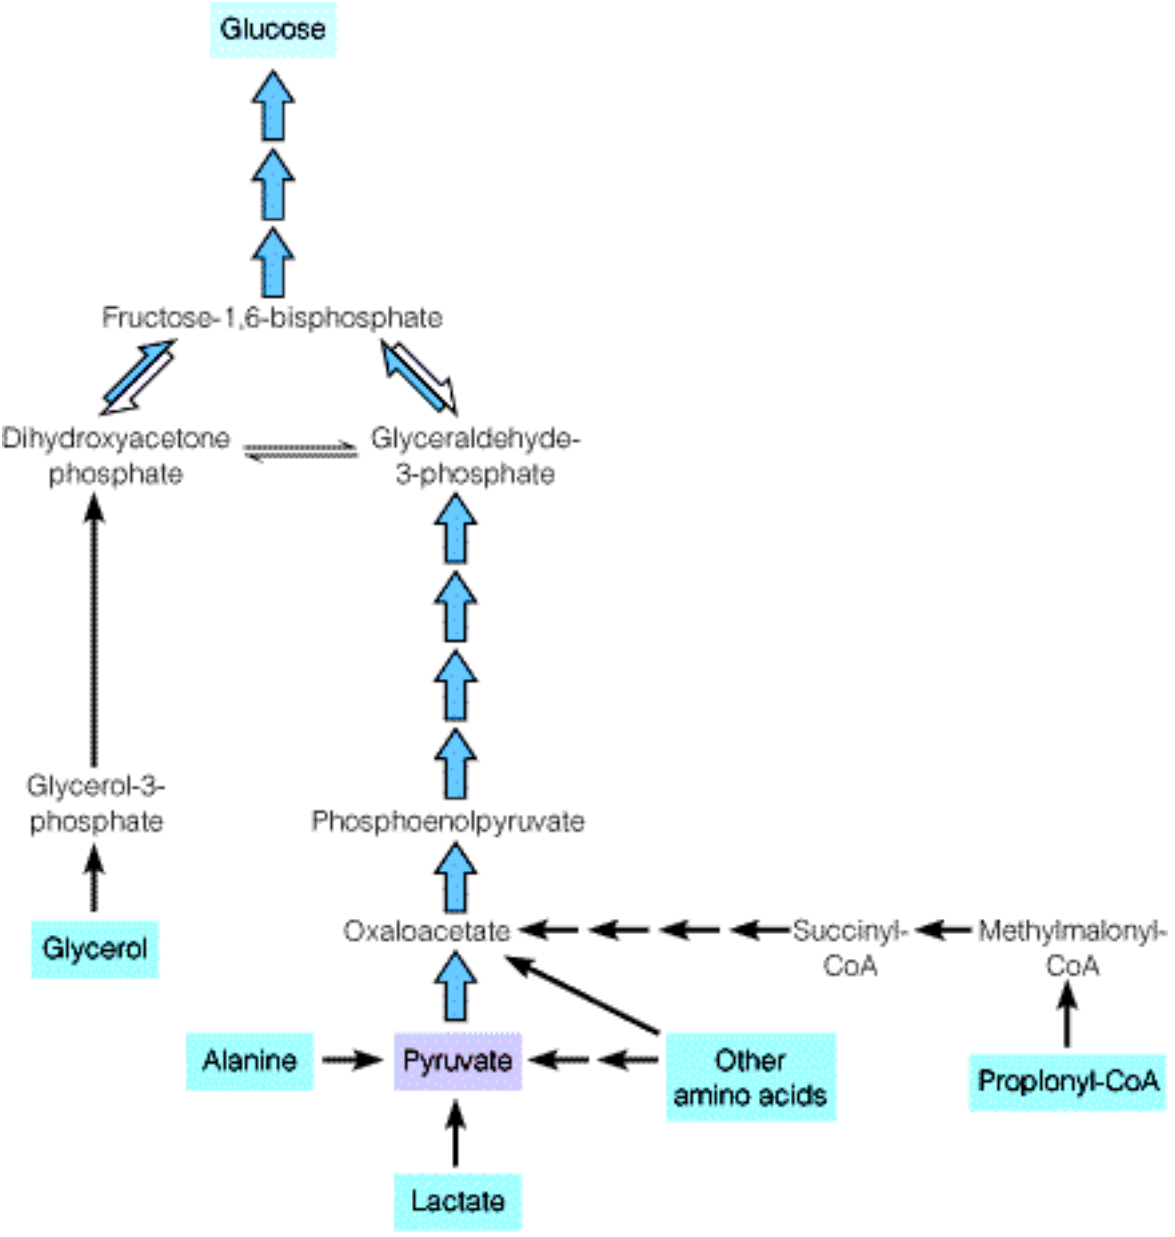 Glucose
Fructose-1,6-bisphosphate
Dihydroxyacetone
phosphate
Glyceraldehyde-
3-phosphate
Glycerol-3-
phosphate
Phosphoenolpyruvate
Glycerol
Oxaloacetate
Succinyl-
CoA
Methylmalonyl-
CoA
Alanine
Pyruvate
Other
amino acids
Proplonyl-CoA
Lactate